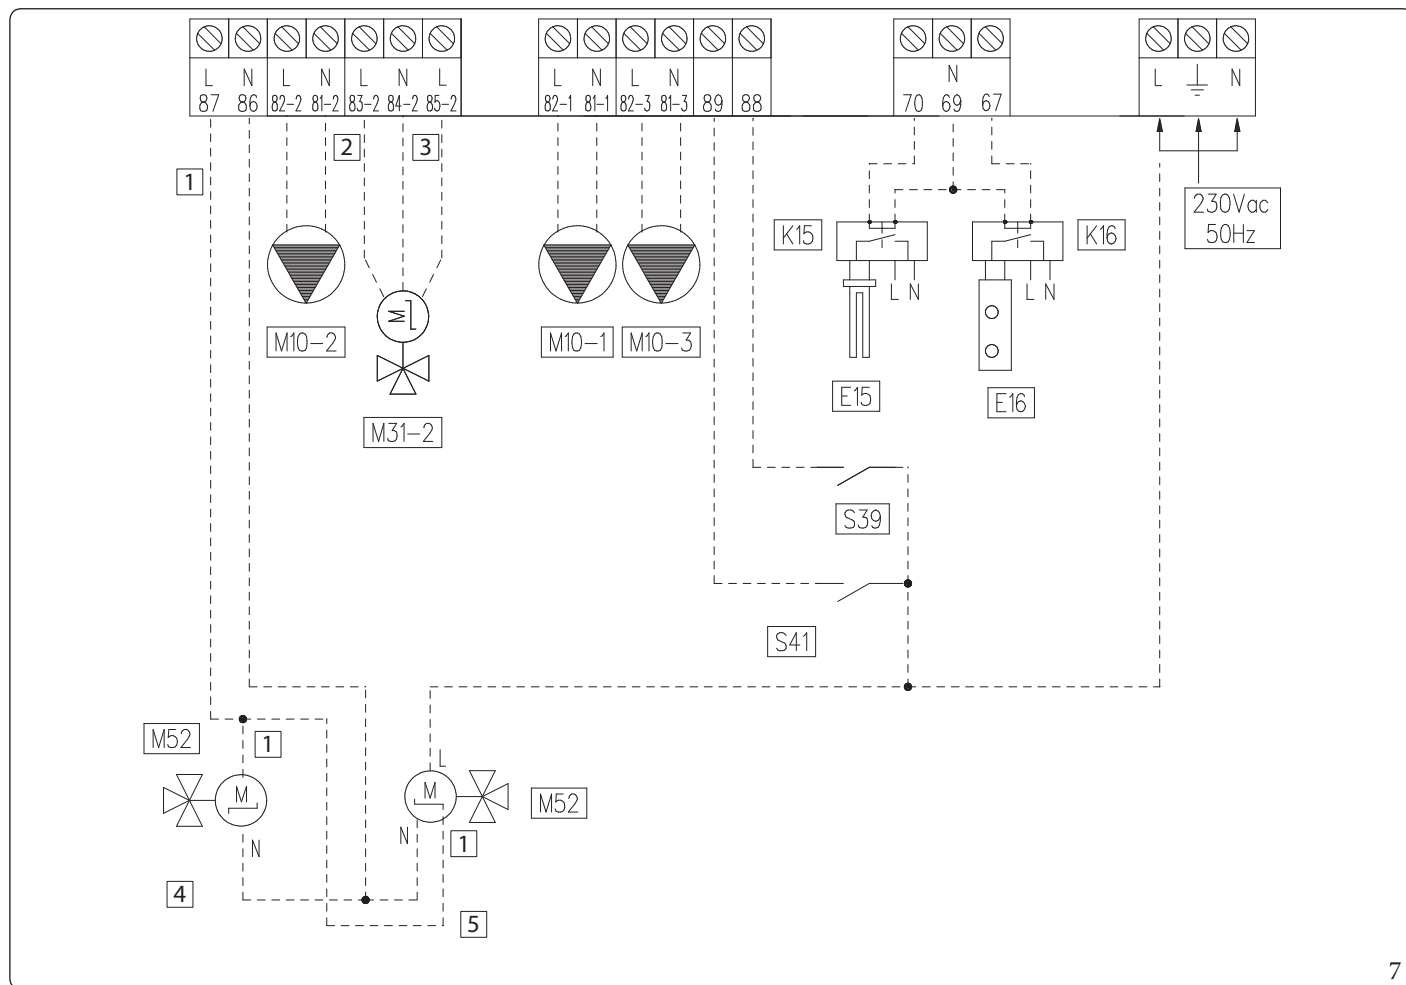 L N L N L N L
87 86 82-2 81-2 83-2 84-2 85-2
L N L N
82-1 81-1 82-3 81-3 89 88
N
70 69 67
L N
2
3
1
230Vac
50Hz
K15
K16
L N
L N
M
M10-2
M10-1
M10-3
E15
E16
M31-2
S39
S41
M52
1
L
M
M
M52
N
1
N
4
5
7